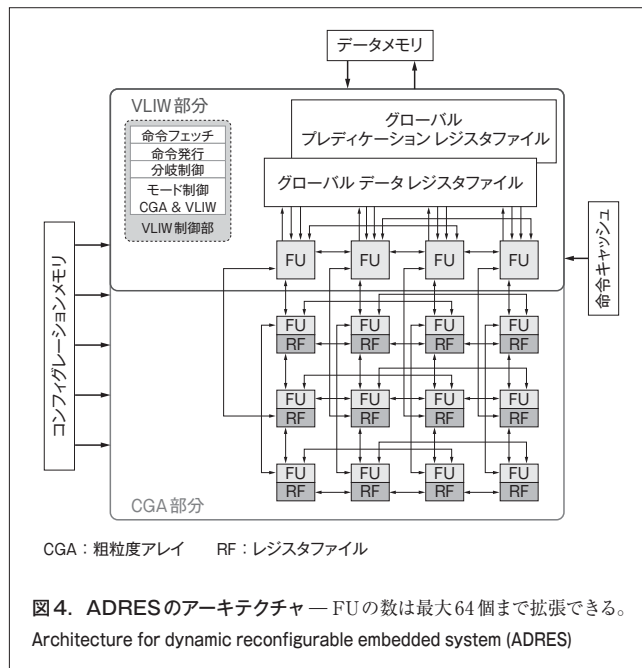 データメモリ
VLIW部分
グローバル
プレディケーション レジスタファイル
命令フェッチ
命令発行
分岐制御
モード制御
CGA & VLIW
VLIW制御部
グローバル データレジスタファイル
コンフィグレーションメモリ
命令キャッシュ
FU FU FU FU
FU FU FU FU
RF RF RF RF
FU FU FU FU
RF RF RF RF
FU FU FU FU
RF RF RF RF
CGA部分
CGA：粗粒度アレイ RF：レジスタファイル
図4．ADRESのアーキテクチャ — FUの数は最大64個まで拡張できる。
Architecture for dynamic reconfigurable embedded system (ADRES)